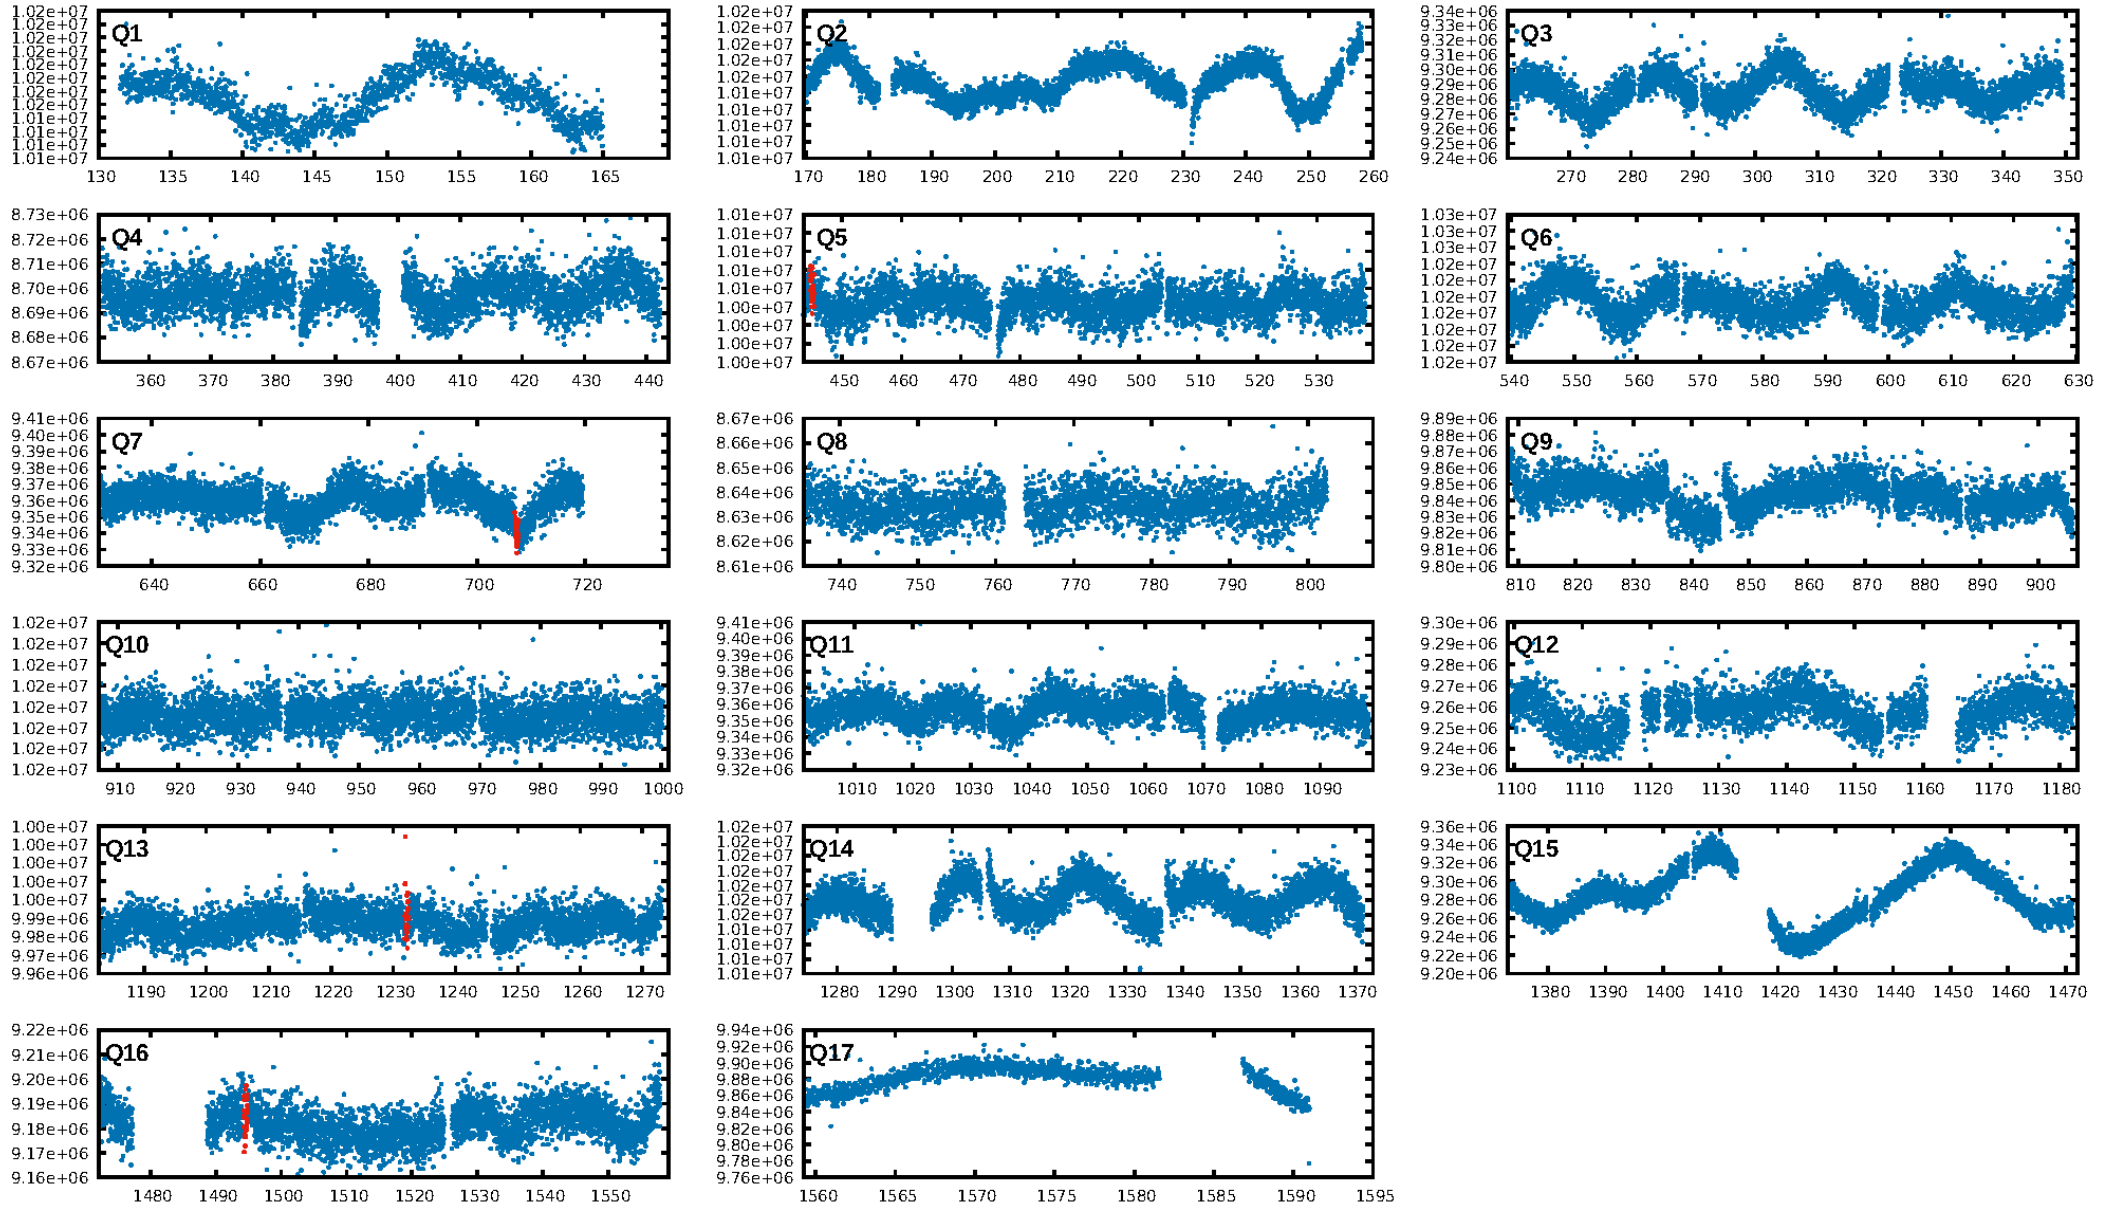 Q1
1.02e+07
1.02e+07
1.02e+07
1.02e+07
1.02e+07
1.02e+07
1.01e+07
1.01e+07
1.01e+07
130 135 140 145 150 155 160 165
Q2
1.02e+07
1.02e+07
1.02e+07
1.02e+07
1.02e+07
1.01e+07
1.01e+07
1.01e+07
1.01e+07
1.01e+07
170 180 190 200 210 220 230 240 250 260
Q3
9.34e+06
9.33e+06
9.32e+06
9.31e+06
9.30e+06
9.29e+06
9.28e+06
9.27e+06
9.26e+06
9.25e+06
9.24e+06
270 280 290 300 310 320 330 340 350
Q4
8.73e+06
8.72e+06
8.71e+06
8.70e+06
8.69e+06
8.68e+06
8.67e+06
360 370 380 390 400 410 420 430 440
Q5
1.01e+07
1.01e+07
1.01e+07
1.01e+07
1.01e+07
1.00e+07
1.00e+07
1.00e+07
1.00e+07
450 460 470 480 490 500 510 520 530
Q6
1.03e+07
1.03e+07
1.03e+07
1.02e+07
1.02e+07
1.02e+07
1.02e+07
1.02e+07
1.02e+07
1.02e+07
540 550 560 570 580 590 600 610 620 630
Q7
9.41e+06
9.40e+06
9.39e+06
9.38e+06
9.37e+06
9.36e+06
9.35e+06
9.34e+06
9.33e+06
9.32e+06
640 660 680 700 720
Q8
8.67e+06
8.66e+06
8.65e+06
8.64e+06
8.63e+06
8.62e+06
8.61e+06
740 750 760 770 780 790 800
Q9
9.89e+06
9.88e+06
9.87e+06
9.86e+06
9.85e+06
9.84e+06
9.83e+06
9.82e+06
9.81e+06
9.80e+06
810 820 830 840 850 860 870 880 890 900
Q10
1.02e+07
1.02e+07
1.02e+07
1.02e+07
1.02e+07
1.02e+07
1.02e+07
1.02e+07
910 920 930 940 950 960 970 980 990 1000
Q11
9.41e+06
9.40e+06
9.39e+06
9.38e+06
9.37e+06
9.36e+06
9.35e+06
9.34e+06
9.33e+06
9.32e+06
1010 1020 1030 1040 1050 1060 1070 1080 1090
Q12
9.30e+06
9.29e+06
9.28e+06
9.27e+06
9.26e+06
9.25e+06
9.24e+06
9.23e+06
1100 1110 1120 1130 1140 1150 1160 1170 1180
Q13
1.00e+07
1.00e+07
1.00e+07
1.00e+07
1.00e+07
9.99e+06
9.98e+06
9.97e+06
9.96e+06
1190 1200 1210 1220 1230 1240 1250 1260 1270
Q14
1.02e+07
1.02e+07
1.02e+07
1.02e+07
1.02e+07
1.02e+07
1.02e+07
1.01e+07
1.01e+07
1.01e+07
1.01e+07
1280 1290 1300 1310 1320 1330 1340 1350 1360 1370
Q15
9.36e+06
9.34e+06
9.32e+06
9.30e+06
9.28e+06
9.26e+06
9.24e+06
9.22e+06
9.20e+06
1380 1390 1400 1410 1420 1430 1440 1450 1460 1470
Q16
9.22e+06
9.21e+06
9.20e+06
9.19e+06
9.18e+06
9.17e+06
9.16e+06
1480 1490 1500 1510 1520 1530 1540 1550
Q17
9.94e+06
9.92e+06
9.90e+06
9.88e+06
9.86e+06
9.84e+06
9.82e+06
9.80e+06
9.78e+06
9.76e+06
1560 1565 1570 1575 1580 1585 1590 1595